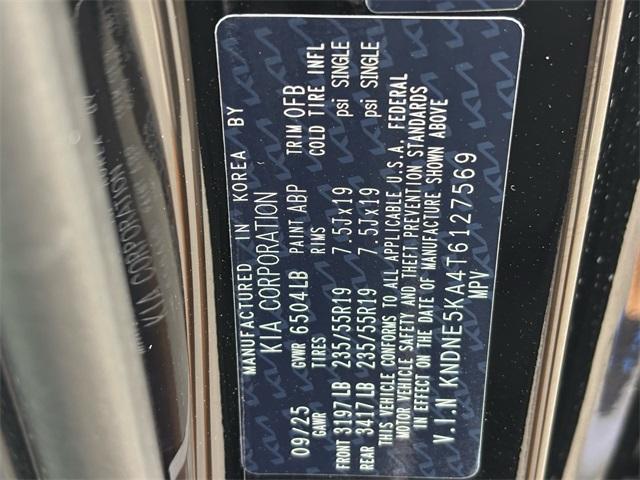 MANUFACTURED IN KOREA BY
KIA CORPORATION
09/25 GVWR 6504LB PAINT ABP TRIM OFB
GAWR TIRES RIMS COLD TIRE INFL
FRONT 3197LB 235/55R19 7.5Jx19 psi SINGLE
REAR 3417LB 235/55R19 7.5Jx19 psi SINGLE
THIS VEHICLE CONFORMS TO ALL APPLICABLE U.S.A. FEDERAL
MOTOR VEHICLE SAFETY AND THEFT PREVENTION STANDARDS
IN EFFECT ON THE DATE OF MANUFACTURE SHOWN ABOVE
V.I.N KNDNE5KA4T6127569
MPV